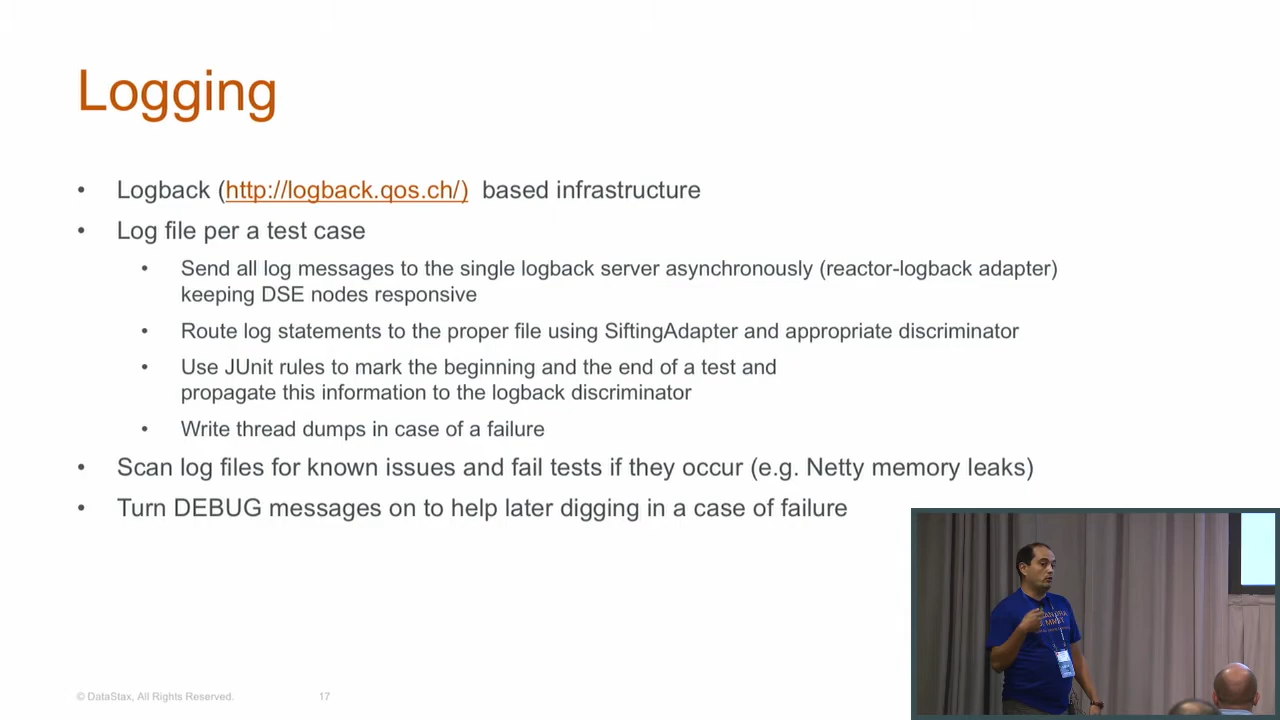 Logging
• Logback (http://logback.qos.ch/) based infrastructure
• Log file per a test case
• Send all log messages to the single logback server asynchronously (reactor-logback adapter)
keeping DSE nodes responsive
• Route log statements to the proper file using SiftingAdapter and appropriate discriminator
• Use JUnit rules to mark the beginning and the end of a test and
propagate this information to the logback discriminator
• Write thread dumps in case of a failure
• Scan log files for known issues and fail tests if they occur (e.g. Netty memory leaks)
• Turn DEBUG messages on to help later digging in a case of failure
© DataStax, All Rights Reserved.
17